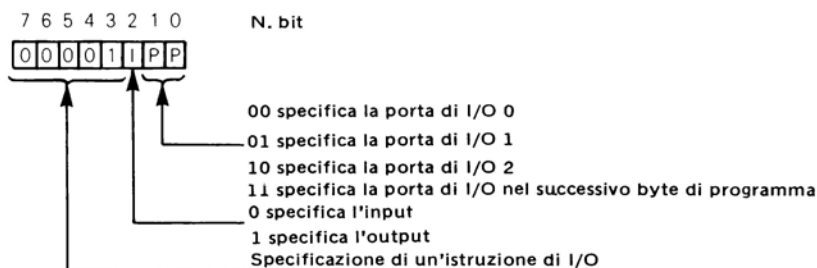 7 6 5 4 3 2 1 0 N. bit
0 0 0 0 1 I P P
00 specifica la porta di I/O 0
01 specifica la porta di I/O 1
10 specifica la porta di I/O 2
11 specifica la porta di I/O nel successivo byte di programma
0 specifica l'input
1 specifica l'output
Specificazione di un'istruzione di I/O